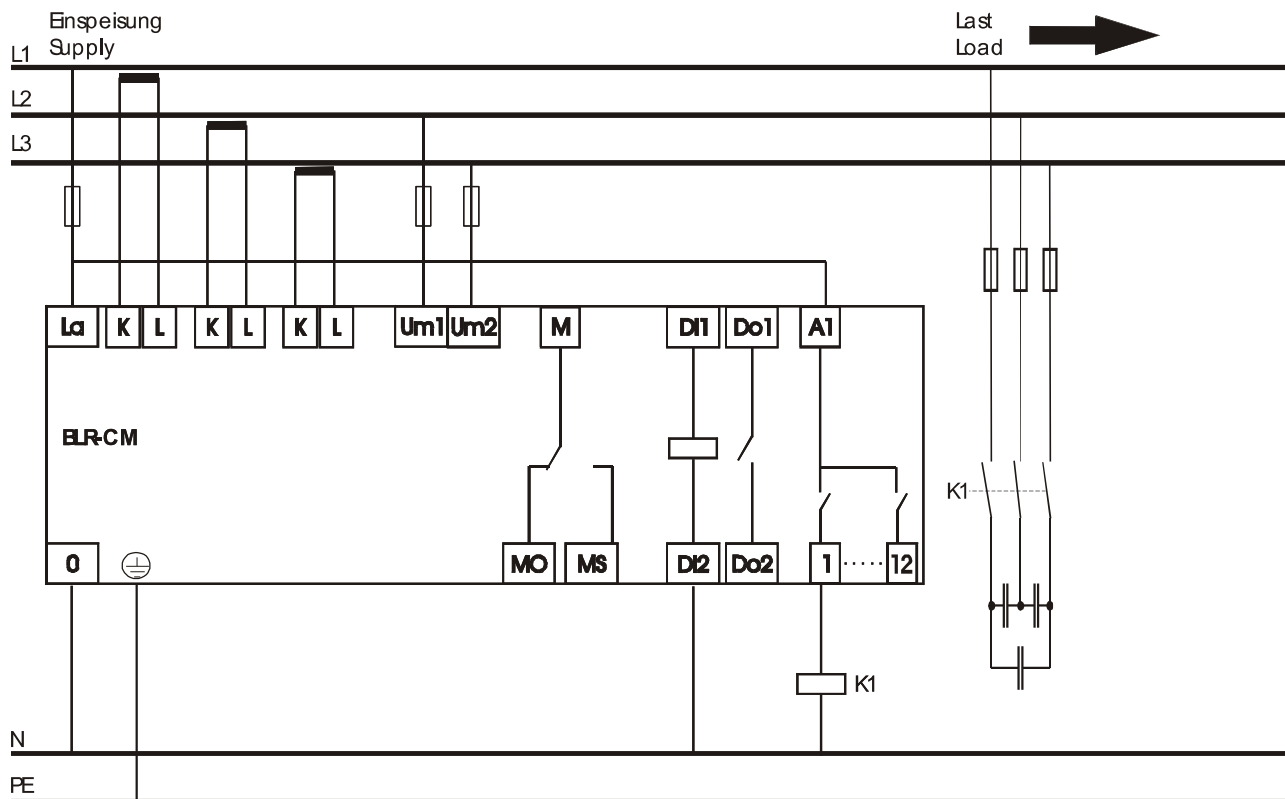 Einspeisung
Supply
Last
Load
L1
L2
L3
La K L K L K L Um1 Um2 M DI1 Do1 A1
BLR-CM
K1
0 MO MS DI2 Do2 1 ..... 12
K1
N
PE